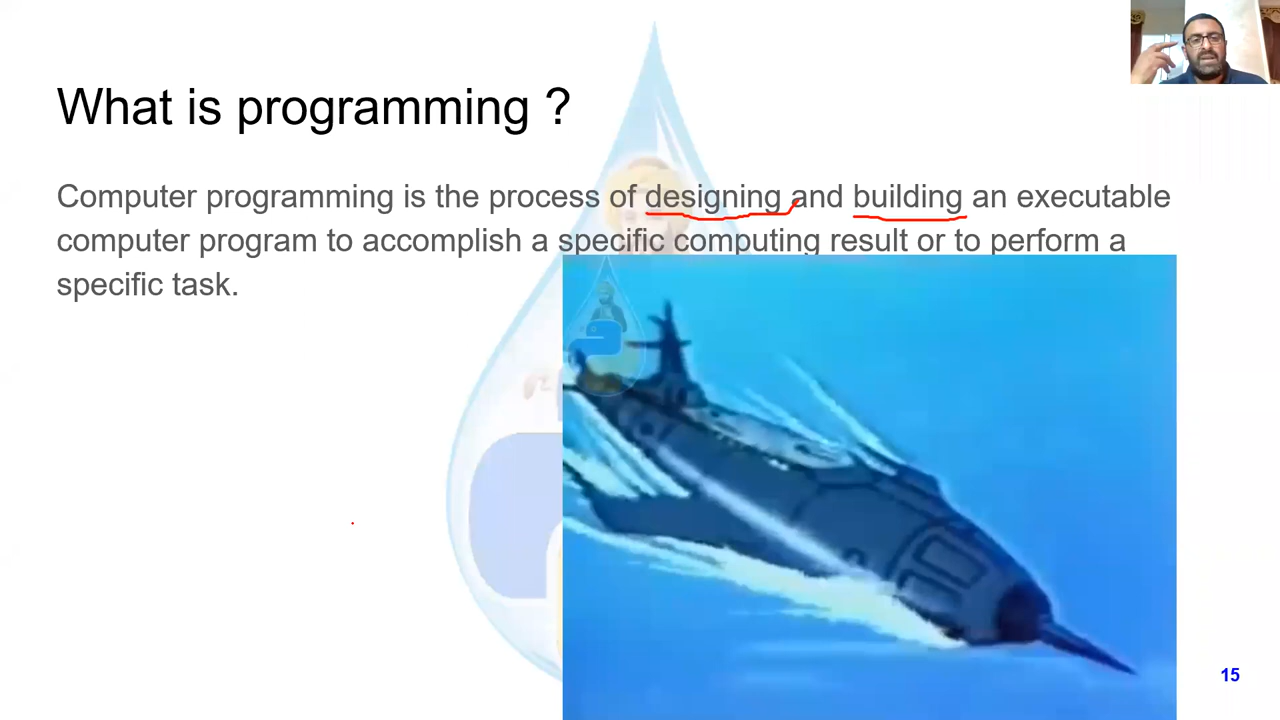 What is programming ?
Computer programming is the process of designing and building an executable
computer program to accomplish a specific computing result or to perform a
specific task.
15